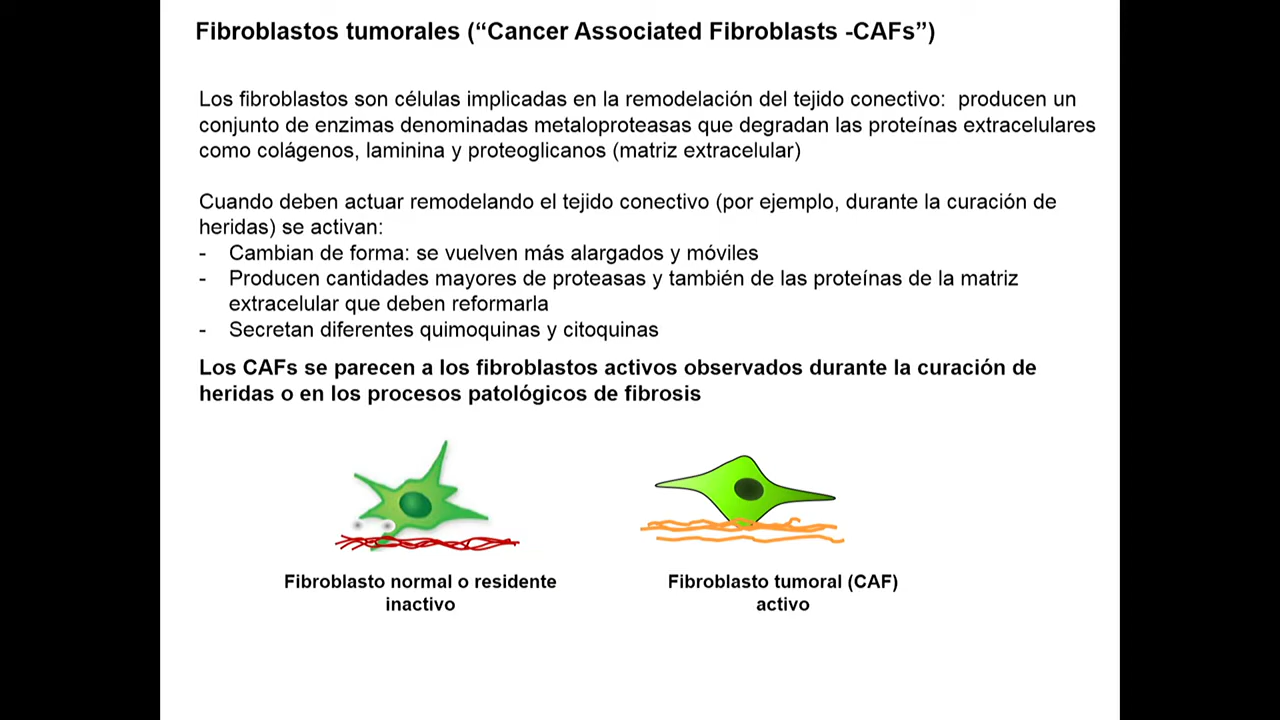 Fibroblastos tumorales (“Cancer Associated Fibroblasts -CAFs”)
Los fibroblastos son células implicadas en la remodelación del tejido conectivo:  producen un
conjunto de enzimas denominadas metaloproteasas que degradan las proteínas extracelulares
como colágenos, laminina y proteoglicanos (matriz extracelular)
Cuando deben actuar remodelando el tejido conectivo (por ejemplo, durante la curación de
heridas) se activan:
- Cambian de forma: se vuelven más alargados y móviles
- Producen cantidades mayores de proteasas y también de las proteínas de la matriz
extracelular que deben reformarla
- Secretan diferentes quimoquinas y citoquinas
Los CAFs se parecen a los fibroblastos activos observados durante la curación de
heridas o en los procesos patológicos de fibrosis
Fibroblasto normal o residente
inactivo
Fibroblasto tumoral (CAF)
activo